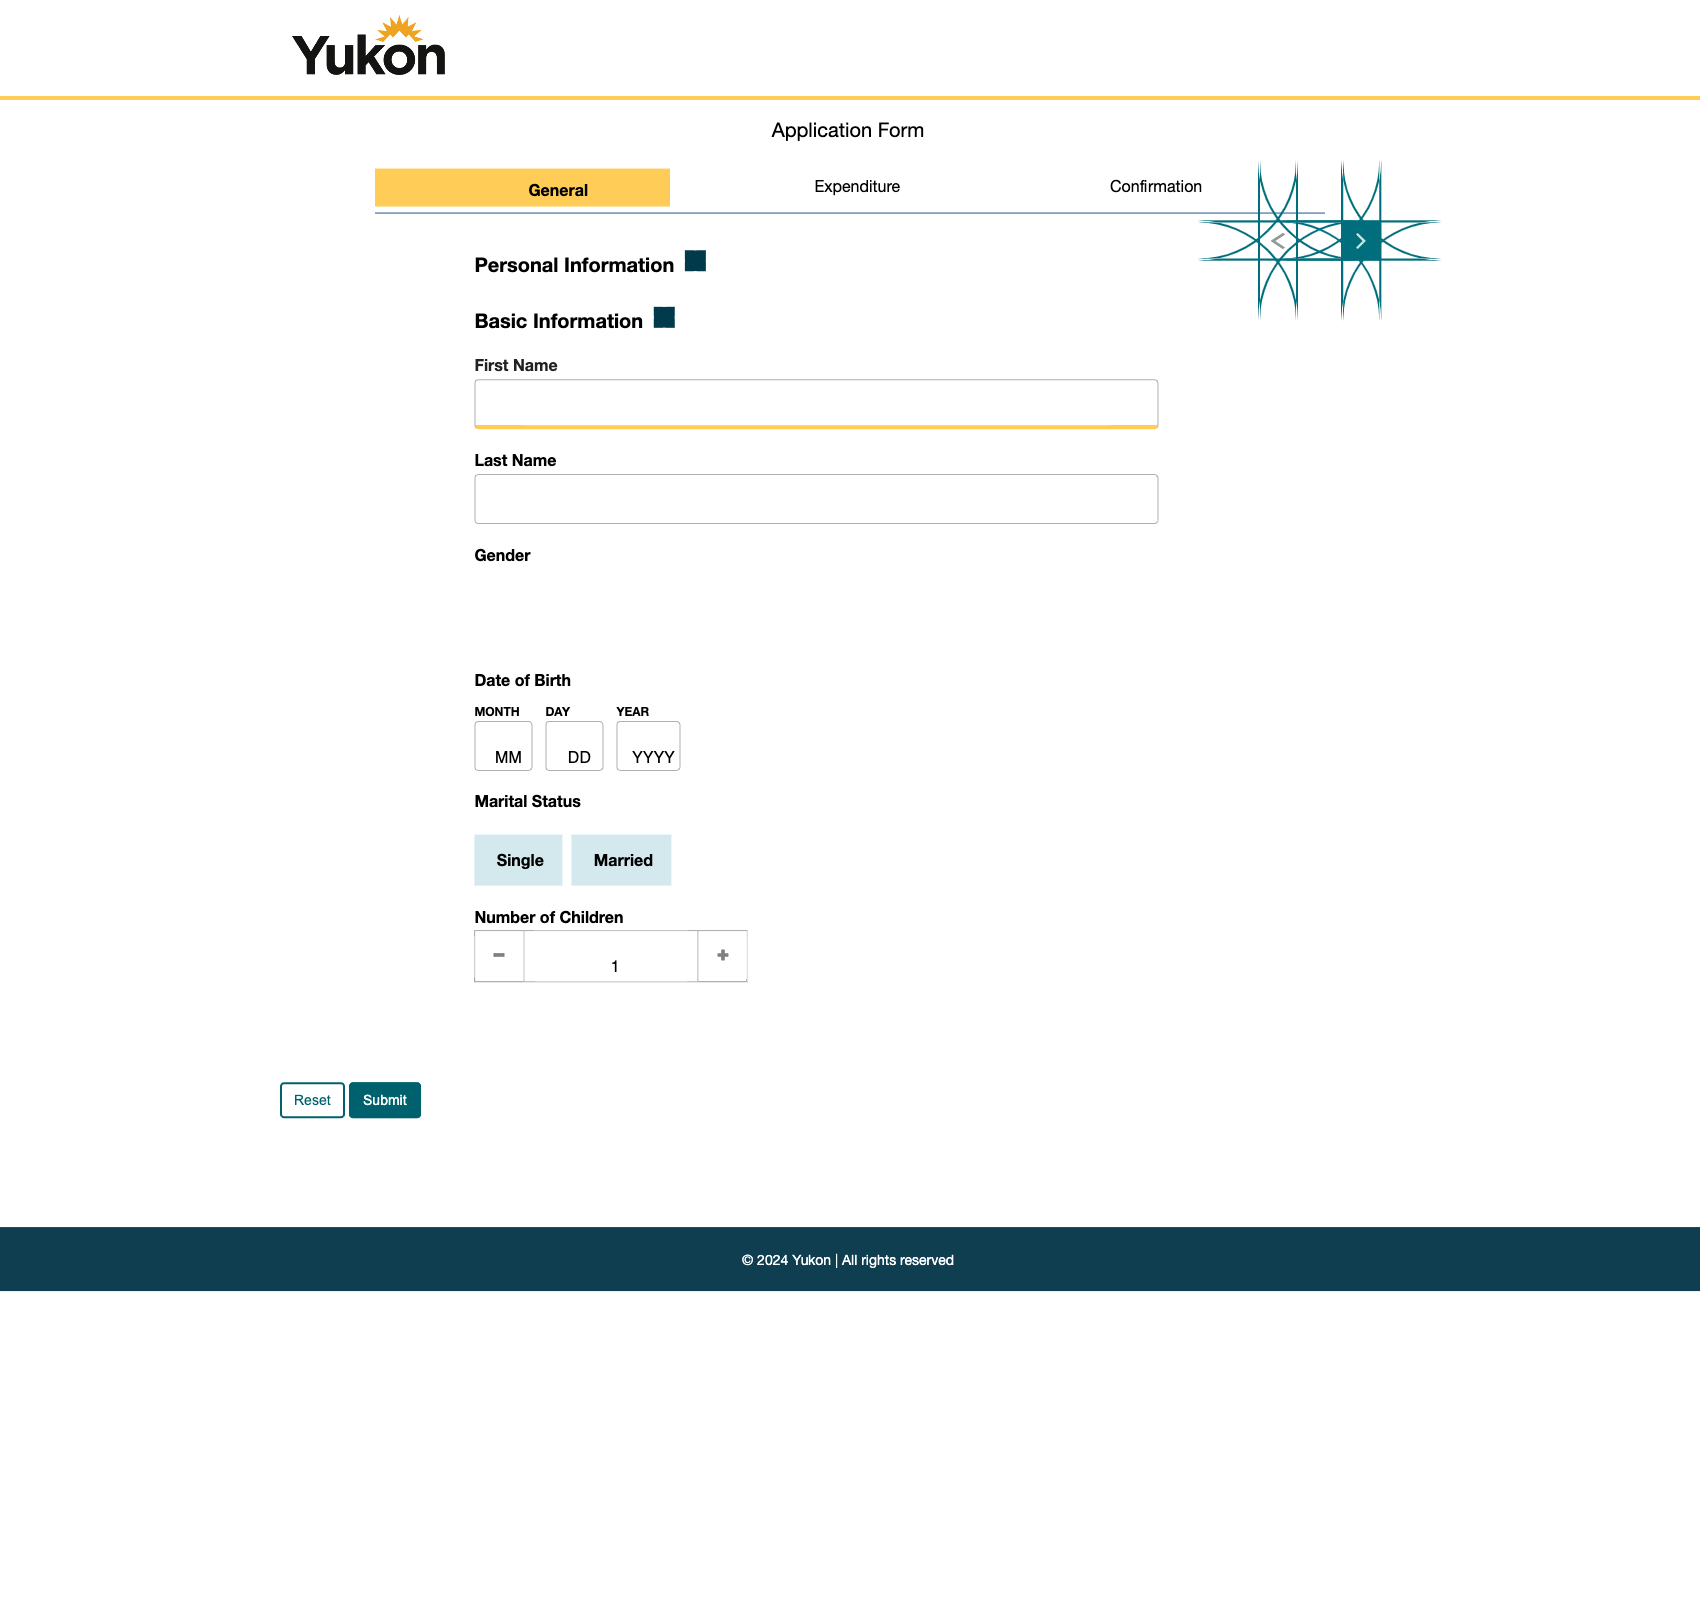 Yukon
Application Form
General Expenditure Confirmation
Personal Information
Basic Information
First Name
Last Name
Gender
Date of Birth
MONTH DAY YEAR
MM DD YYYY
Marital Status
Single Married
Number of Children
1
Reset Submit
© 2024 Yukon | All rights reserved